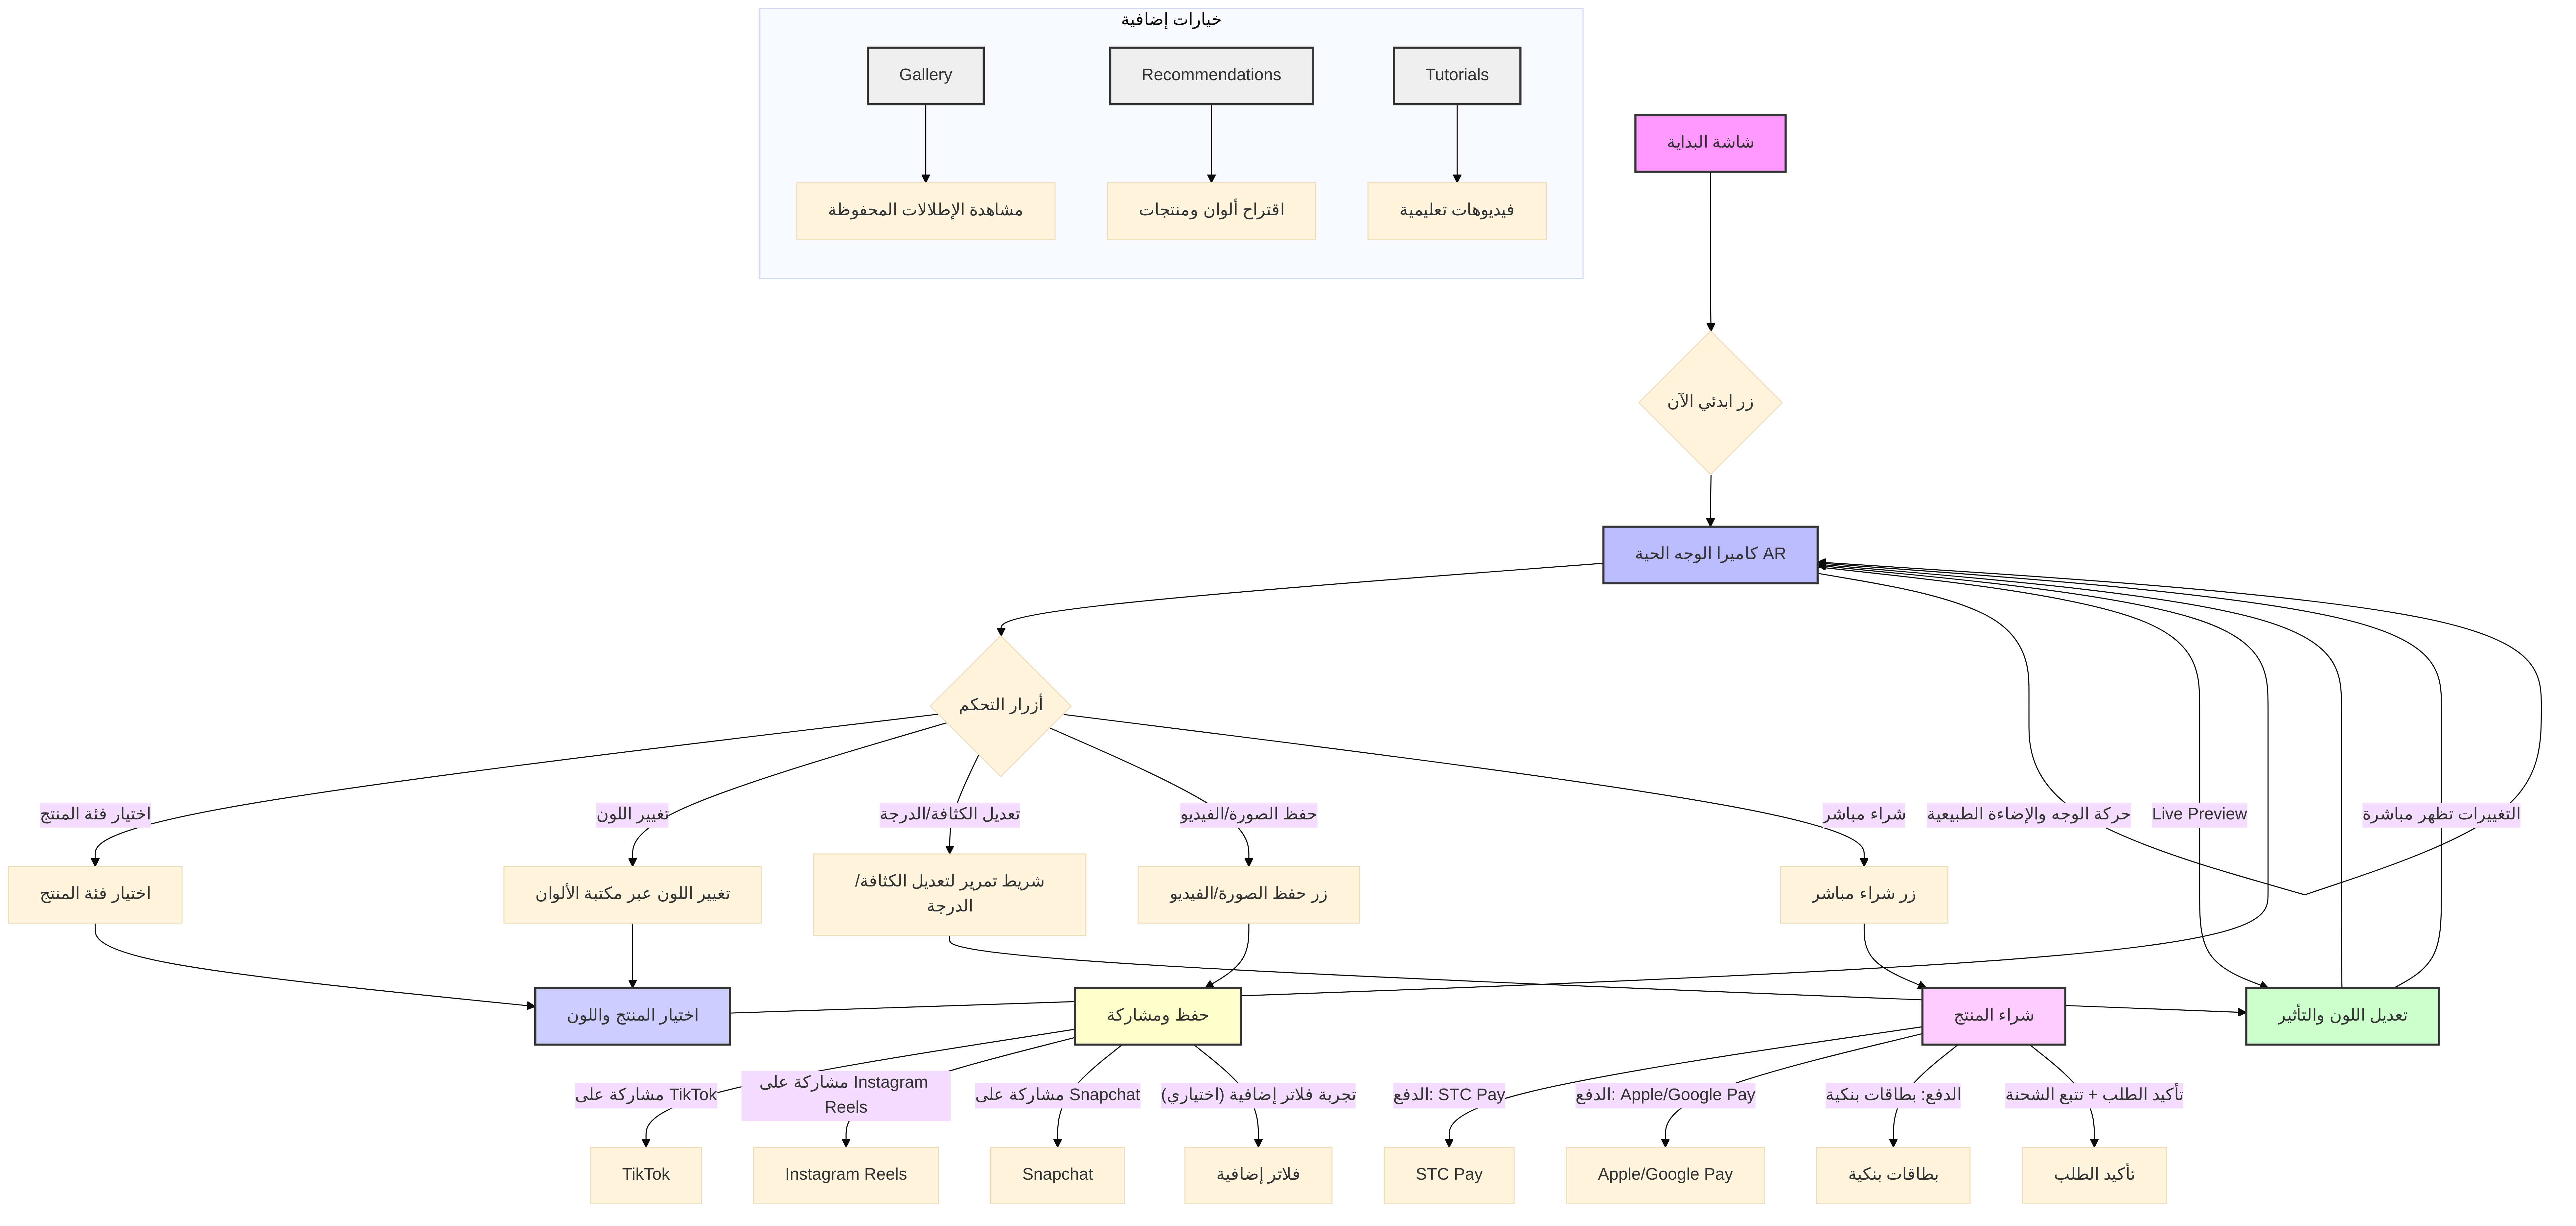 خيارات إضافية
Gallery
Recommendations
Tutorials
مشاهدة الإطلالات المحفوظة
اقتراح ألوان ومنتجات
فيديوهات تعليمية
شاشة البداية
زر ابدئي الآن
كاميرا الوجه الحية AR
أزرار التحكم
اختيار فئة المنتج
تغيير اللون
تعديل الكثافة/الدرجة
حفظ الصورة/الفيديو
شراء مباشر
حركة الوجه والإضاءة الطبيعية
Live Preview
التغييرات تظهر مباشرة
اختيار فئة المنتج
تغيير اللون عبر مكتبة الألوان
شريط تمرير لتعديل الكثافة/
الدرجة
زر حفظ الصورة/الفيديو
زر شراء مباشر
اختيار المنتج واللون
حفظ ومشاركة
شراء المنتج
تعديل اللون والتأثير
مشاركة على TikTok
مشاركة على Instagram
Reels
مشاركة على Snapchat
تجربة فلاتر إضافية (اختياري)
الدفع: STC Pay
الدفع: Apple/Google Pay
الدفع: بطاقات بنكية
تأكيد الطلب + تتبع الشحنة
TikTok
Instagram Reels
Snapchat
فلاتر إضافية
STC Pay
Apple/Google Pay
بطاقات بنكية
تأكيد الطلب